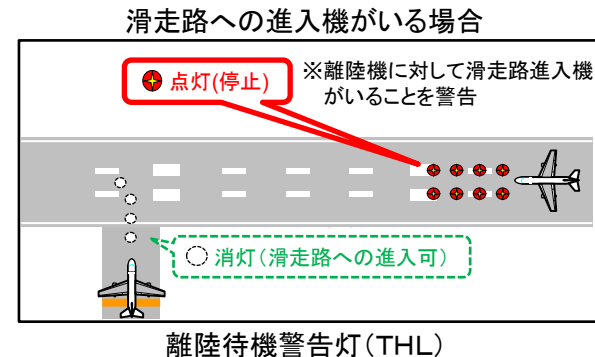 滑走路への進入機がいる場合
点灯(停止)
※離陸機に対して滑走路進入機
がいることを警告
消灯(滑走路への進入可)
離陸待機警告灯(THL)